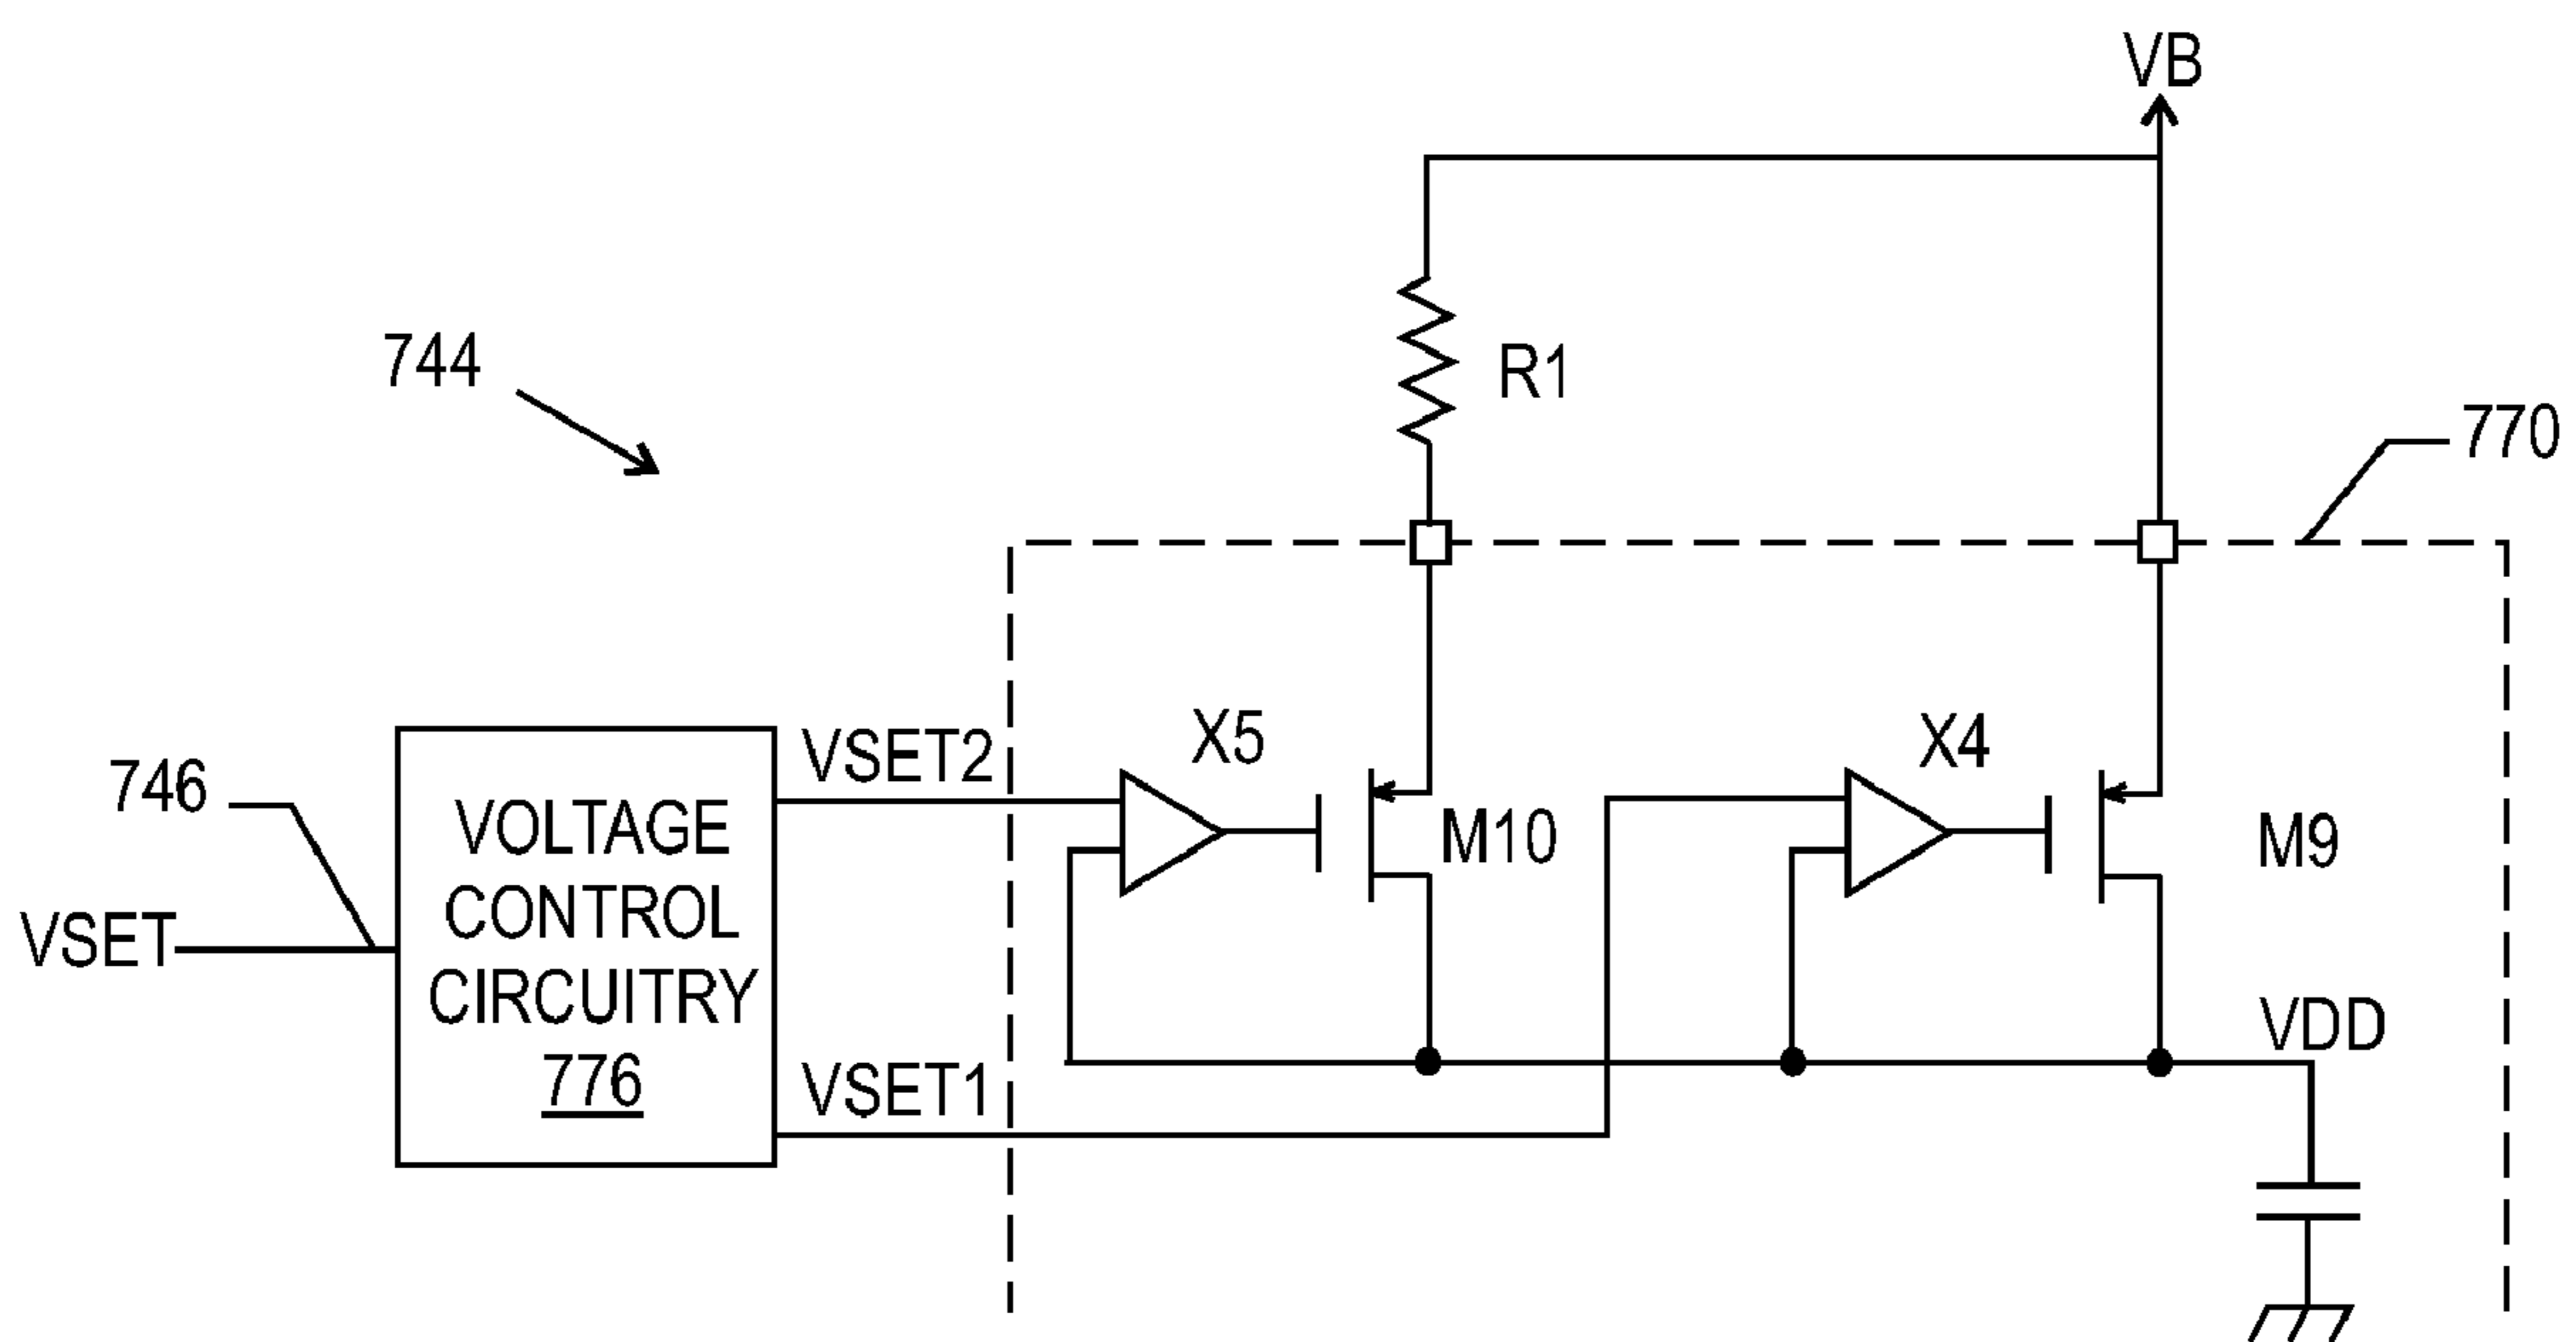 VB
744
R1
770
X5
X4
VSET2
746
M10
M9
VOLTAGE
CONTROL
CIRCUITRY
776
VSET
VDD
VSET1